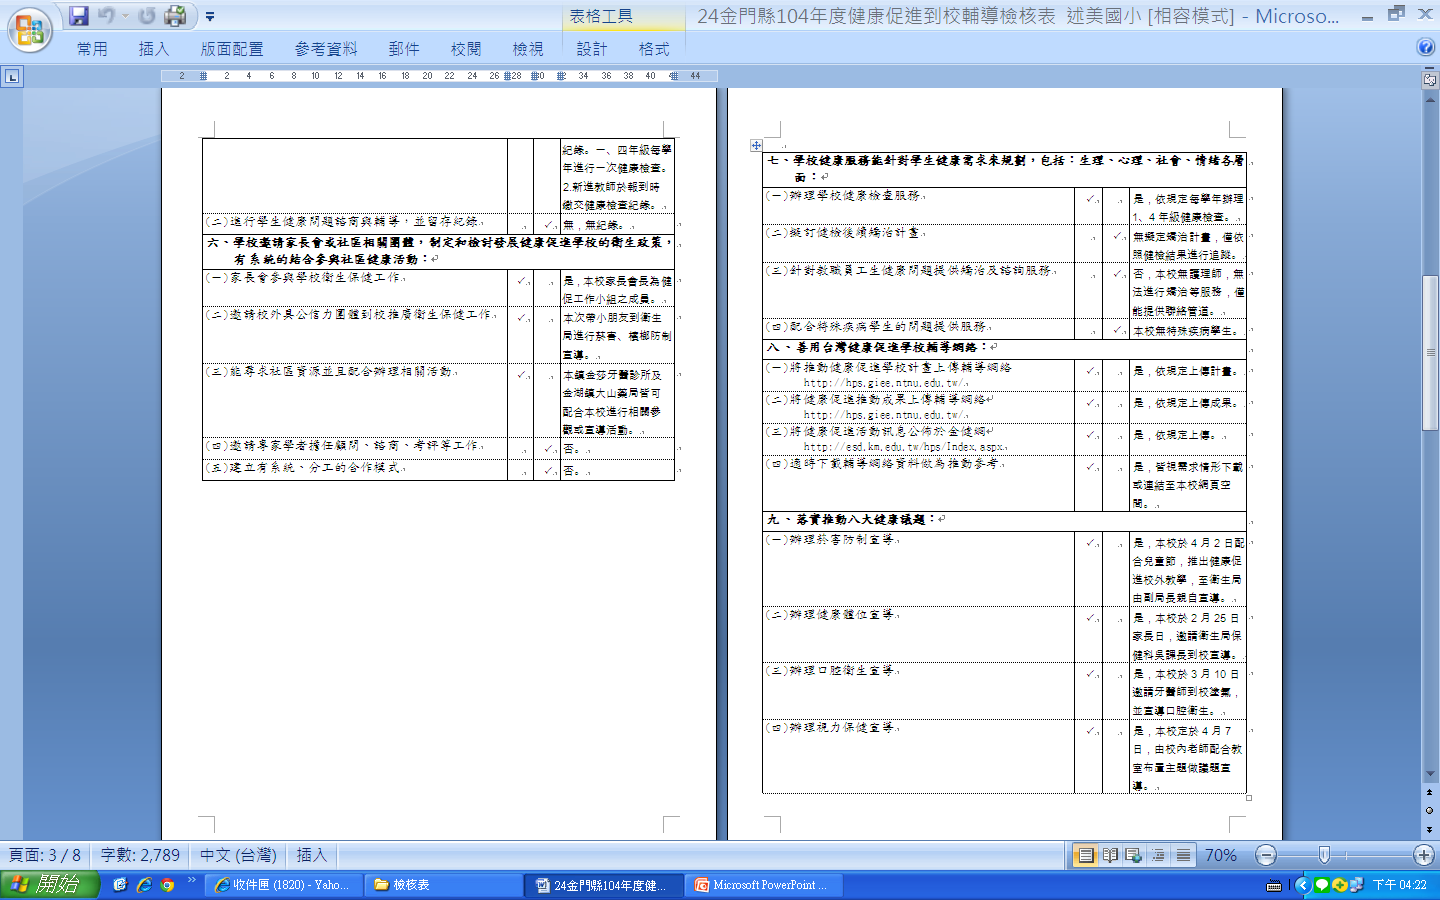 表格工具
24金門縣104年度健康促進到校輔導檢核表 述美國小 [相容模式] - Microso...
常用 插入 版面配置 參考資料 郵件 校閱 檢視 設計 格式
2 2 4 6 8 10 12 14 16 18 20 22 24 26 28 30 32 34 36 38 40 44
紀錄。一、四年級每學
年進行一次健康檢查。
2.新進教師於報到時
繳交健康檢查紀錄。
(二)進行學生健康問題諮商與輔導，並留存紀錄 ✓ 無，無紀錄。
六、學校邀請家長會或社區相關團體，制定和檢討發展健康促進學校的衛生政策，
有系統的結合參與社區健康活動：
(一)家長會參與學校衛生保健工作 ✓ 是，本校家長會長為健
促工作小組之成員。
(二)邀請校外具公信力團體到校推展衛生保健工作 ✓ 本次帶小朋友到衛生
局進行菸害、檳榔防制
宣導。
(三)能尋求社區資源並且配合辦理相關活動 ✓ 本鎮金莎牙醫診所及
金湖鎮大山藥局皆可
配合本校進行相關參
觀或宣導活動。
(四)邀請專家學者擔任顧問、諮商、考評等工作 ✓ 否。
(三)建立有系統、分工的合作模式 ✓ 否。
七、學校健康服務能針對學生健康需求來規劃，包括：生理、心理、社會、情緒各層
面：
(一)辦理學校健康檢查服務 ✓ 是，依規定每學年辦理
1、4 年級健康檢查。
(二)擬訂健檢後續矯治計畫 ✓ 無擬定矯治計畫，僅依
照健檢結果進行追蹤。
(三)針對教職員工生健康問題提供矯治及諮詢服務 ✓ 否，本校無護理師，無
法進行矯治等服務，僅
能提供聯絡管道。
(四)配合特殊疾病學生的問題提供服務 ✓ 本校無特殊疾病學生。
八、善用台灣健康促進學校輔導網絡：
(一)將推動健康促進學校計畫上傳輔導網絡 ✓ 是，依規定上傳計畫。
http://hps.giee.ntnu.edu.tw/
(二)將健康促進推動成果上傳輔導網絡 ✓ 是，依規定上傳成果。
http://hps.giee.ntnu.edu.tw/
(三)將健康促進活動訊息公佈於金健網 ✓ 是，依規定上傳。
http://esd.km.edu.tw/hps/Index.aspx
(四)適時下載輔導網絡資料做為推動參考 ✓ 是，皆視需求情形下載
或連結至本校網頁空
間。
九、落實推動八大健康議題：
(一)辦理菸害防制宣導 ✓ 是，本校於 4 月 2 日配
合兒童節，推出健康促
進校外教學，至衛生局
由副局長親自宣導。
(二)辦理健康體位宣導 ✓ 是，本校於 2 月 25 日
家長日，邀請衛生局保
健科吳課長到校宣導。
(三)辦理口腔衛生宣導 ✓ 是，本校於 3 月 10 日
邀請牙醫師到校塗氟，
並宣導口腔衛生。
(四)辦理視力保健宣導 ✓ 是，本校定於 4 月 7
日，由校內老師配合教
室布置主題做議題宣
導。
頁面: 3 / 8 字數: 2,789 中文 (台灣) 插入 70%
開始 收件匣 (1820) - Yaho... 檢核表 24金門縣104年度健... Microsoft PowerPoint ... 下午 04:22